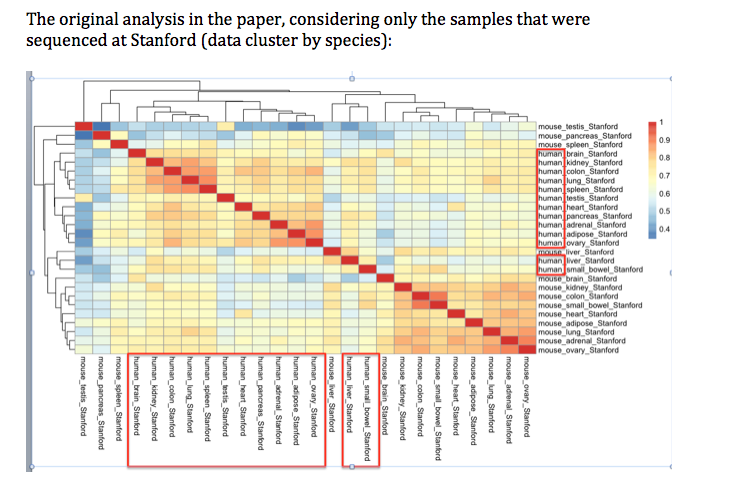 The original analysis in the paper, considering only the samples that were
sequenced at Stanford (data cluster by species):
mouse_testis_Stanford
mouse_pancreas_Stanford
mouse_spleen_Stanford
human_brain_Stanford
human_kidney_Stanford
human_colon_Stanford
human_lung_Stanford
human_spleen_Stanford
human_testis_Stanford
human_heart_Stanford
human_pancreas_Stanford
human_adrenal_Stanford
human_adipose_Stanford
human_ovary_Stanford
mouse_liver_Stanford
human_liver_Stanford
human_small_bowel_Stanford
mouse_brain_Stanford
mouse_kidney_Stanford
mouse_colon_Stanford
mouse_small_bowel_Stanford
mouse_heart_Stanford
mouse_adipose_Stanford
mouse_lung_Stanford
mouse_adrenal_Stanford
mouse_ovary_Stanford
1
0.9
0.8
0.7
0.6
0.5
0.4
mouse_testis_Stanford
mouse_pancreas_Stanford
mouse_spleen_Stanford
human_brain_Stanford
human_kidney_Stanford
human_colon_Stanford
human_lung_Stanford
human_spleen_Stanford
human_testis_Stanford
human_heart_Stanford
human_pancreas_Stanford
human_adrenal_Stanford
human_adipose_Stanford
human_ovary_Stanford
mouse_liver_Stanford
human_liver_Stanford
human_small_bowel_Stanford
mouse_brain_Stanford
mouse_kidney_Stanford
mouse_colon_Stanford
mouse_small_bowel_Stanford
mouse_heart_Stanford
mouse_adipose_Stanford
mouse_lung_Stanford
mouse_adrenal_Stanford
mouse_ovary_Stanford